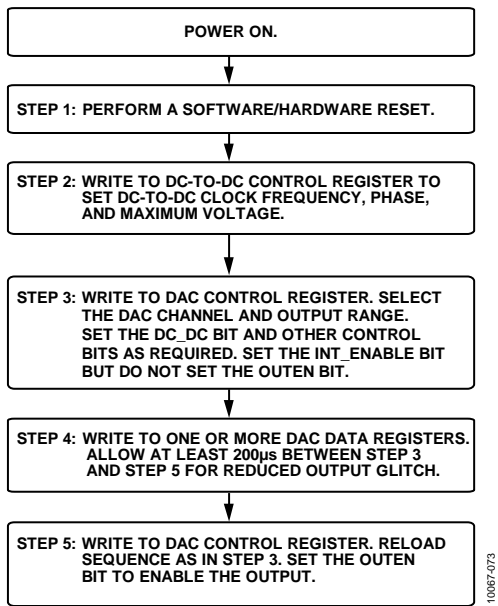 POWER ON.
STEP 1: PERFORM A SOFTWARE/HARDWARE RESET.
STEP 2: WRITE TO DC-TO-DC CONTROL REGISTER TO
SET DC-TO-DC CLOCK FREQUENCY, PHASE,
AND MAXIMUM VOLTAGE.
STEP 3: WRITE TO DAC CONTROL REGISTER. SELECT
THE DAC CHANNEL AND OUTPUT RANGE.
SET THE DC_DC BIT AND OTHER CONTROL
BITS AS REQUIRED. SET THE INT_ENABLE BIT
BUT DO NOT SET THE OUTEN BIT.
STEP 4: WRITE TO ONE OR MORE DAC DATA REGISTERS.
ALLOW AT LEAST 200µs BETWEEN STEP 3
AND STEP 5 FOR REDUCED OUTPUT GLITCH.
STEP 5: WRITE TO DAC CONTROL REGISTER. RELOAD
SEQUENCE AS IN STEP 3. SET THE OUTEN
BIT TO ENABLE THE OUTPUT.
10067-073